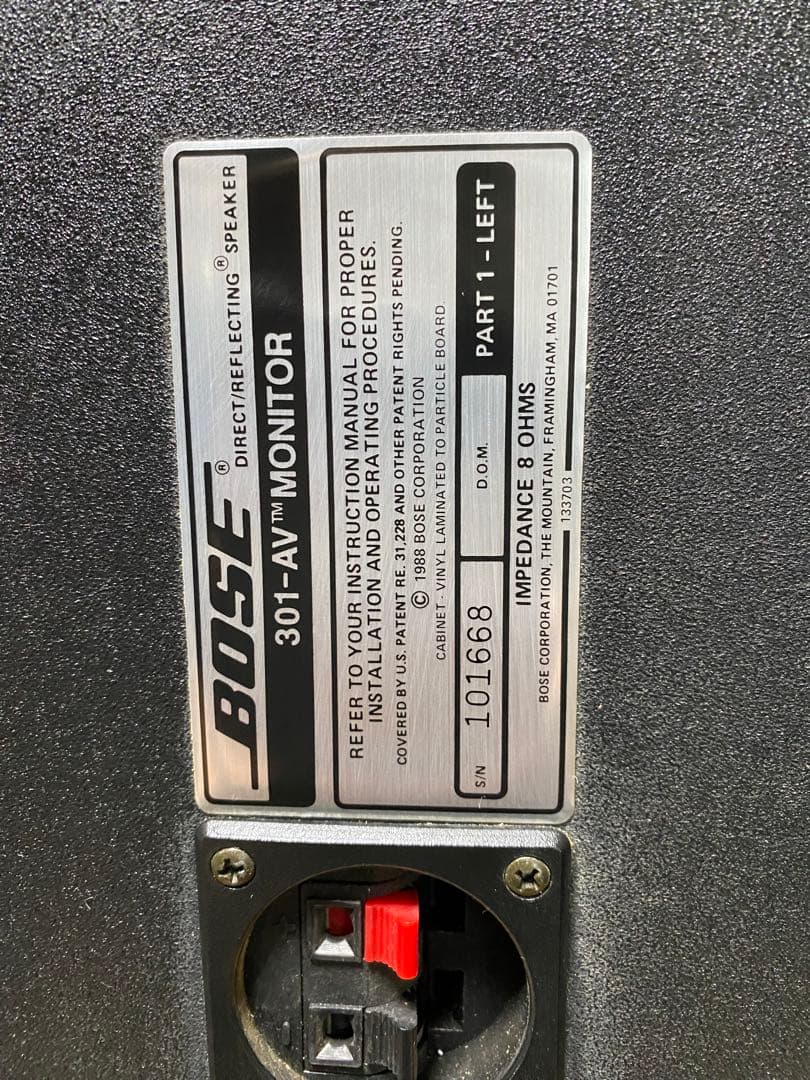 BOSE® DIRECT/REFLECTING® SPEAKER
301-AV™ MONITOR
REFER TO YOUR INSTRUCTION MANUAL FOR PROPER
INSTALLATION AND OPERATING PROCEDURES.
COVERED BY U.S. PATENT RE. 31,228 AND OTHER PATENT RIGHTS PENDING.
© 1988 BOSE CORPORATION
CABINET - VINYL LAMINATED TO PARTICLE BOARD.
S/N 101668 D.O.M. PART 1 - LEFT
IMPEDANCE 8 OHMS
BOSE CORPORATION, THE MOUNTAIN, FRAMINGHAM, MA 01701
133703